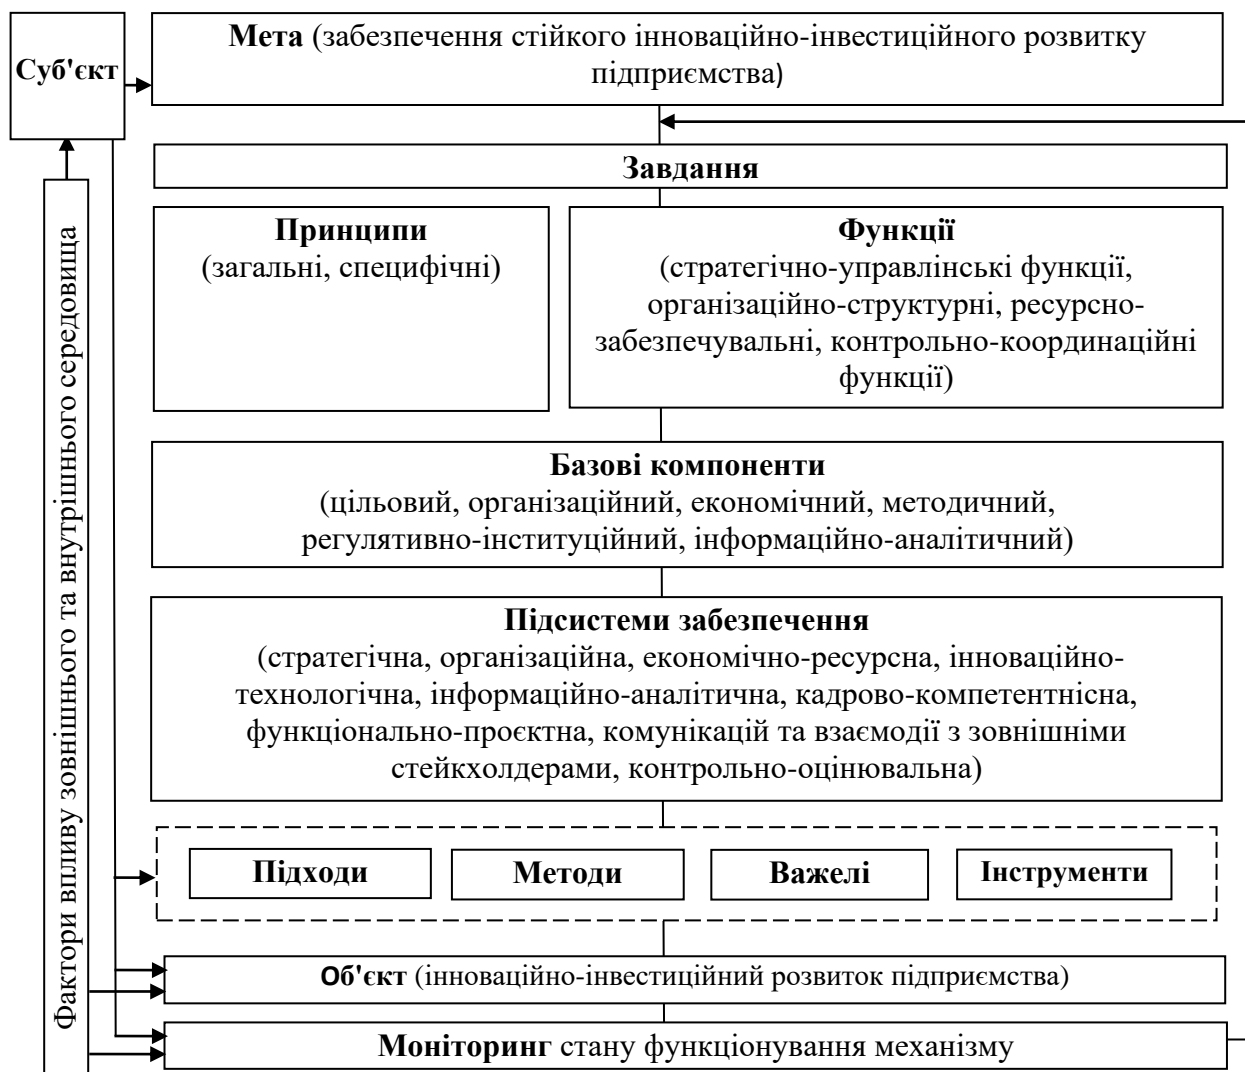 Суб'єкт
Мета (забезпечення стійкого інноваційно-інвестиційного розвитку
підприємства)
Завдання
Принципи
(загальні, специфічні)
Функції
(стратегічно-управлінські функції,
організаційно-структурні, ресурсно-
забезпечувальні, контрольно-координаційні
функції)
Базові компоненти
(цільовий, організаційний, економічний, методичний,
регулятивно-інституційний, інформаційно-аналітичний)
Підсистеми забезпечення
(стратегічна, організаційна, економічно-ресурсна, інноваційно-
технологічна, інформаційно-аналітична, кадрово-компетентнісна,
функціонально-проєктна, комунікацій та взаємодії з зовнішніми
стейкхолдерами, контрольно-оцінювальна)
Підходи
Методи
Важелі
Інструменти
Об'єкт (інноваційно-інвестиційний розвиток підприємства)
Моніторинг стану функціонування механізму
Фактори впливу зовнішнього та внутрішнього середовища